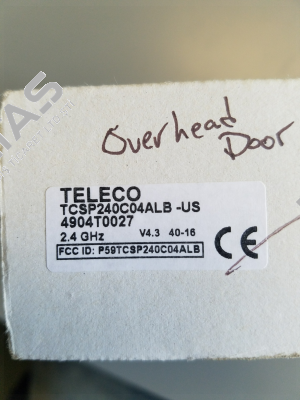 Overhead
Door
TELECO
TCSP240C04ALB -US
4904T0027
2.4 GHz
V4.3 40-16
FCC ID: P59TCSP240C04ALB
CE